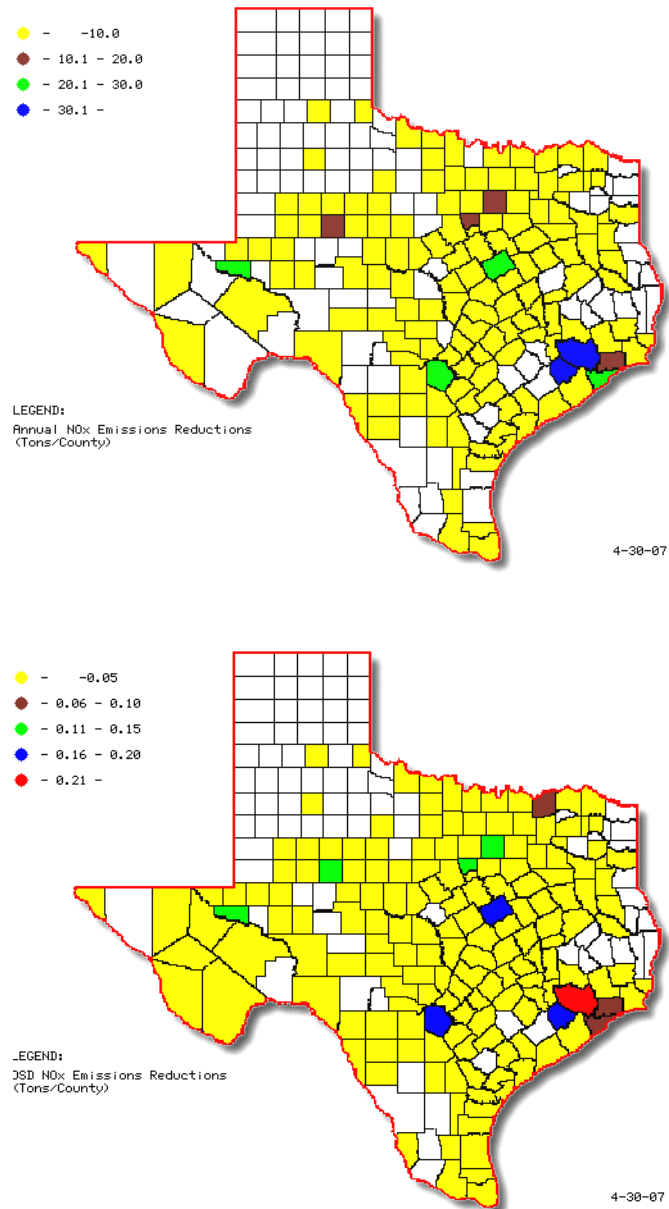 -    -10.0
- 10.1 - 20.0
- 20.1 - 30.0
- 30.1 -
LEGEND:
Annual NOx Emissions Reductions
(Tons/County)
4-30-07
-    -0.05
- 0.06 - 0.10
- 0.11 - 0.15
- 0.16 - 0.20
- 0.21 -
LEGEND:
OSD NOx Emissions Reductions
(Tons/County)
4-30-07